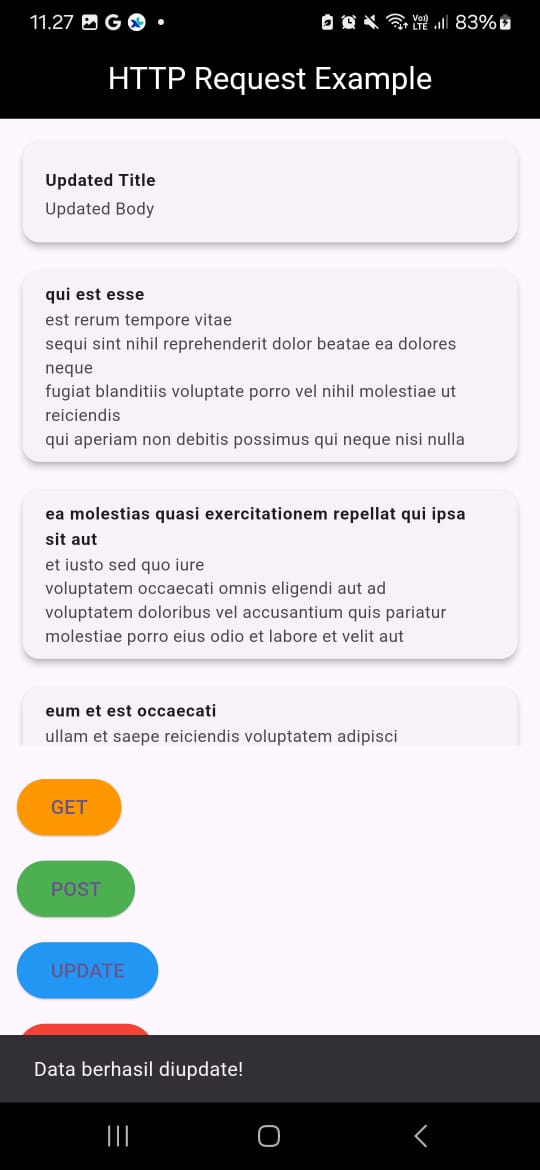 11.27
Vo))
LTE
83%
HTTP Request Example
Updated Title
Updated Body
qui est esse
est rerum tempore vitae
sequi sint nihil reprehenderit dolor beatae ea dolores
neque
fugiat blanditiis voluptate porro vel nihil molestiae ut
reiciendis
qui aperiam non debitis possimus qui neque nisi nulla
ea molestias quasi exercitationem repellat qui ipsa
sit aut
et iusto sed quo iure
voluptatem occaecati omnis eligendi aut ad
voluptatem doloribus vel accusantium quis pariatur
molestiae porro eius odio et labore et velit aut
eum et est occaecati
ullam et saepe reiciendis voluptatem adipisci
GET
POST
UPDATE
Data berhasil diupdate!